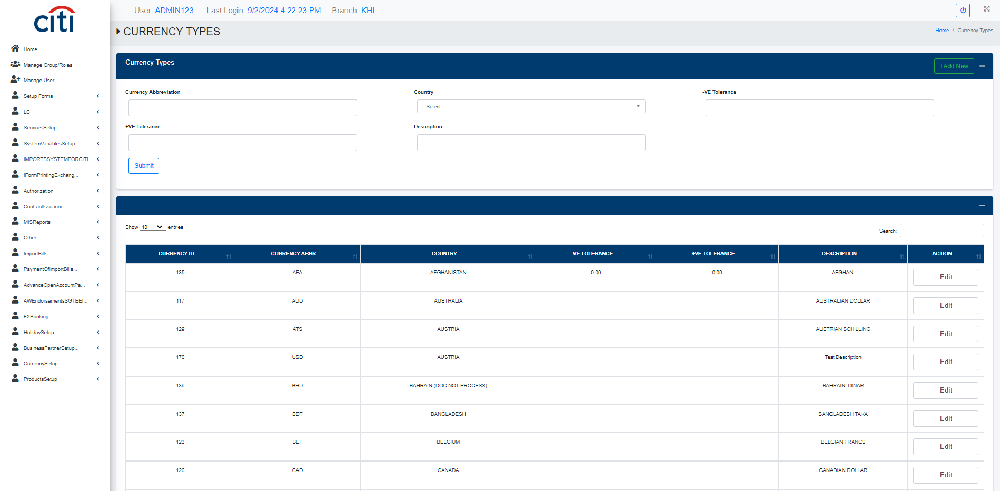 citi
User: ADMIN123 Last Login: 9/2/2024 4:22:23 PM Branch: KHI
CURRENCY TYPES
Home / Currency Types
Home
Manage Group/Roles
Manage User
Setup Forms
LC
ServicesSetup
SystemVariablesSetup...
IMPORTSSYSTEMFORCITI...
IFormPrintingExchang...
Authorization
ContractIssuance
MISReports
Other
ImportBills
PaymentOfImportBills...
AdvanceOpenAccountPa...
AWEndorsementsSGTEEI...
FXBooking
HolidaySetup
BusinessPartnerSetup...
CurrencySetup
ProductsSetup
Currency Types
+Add New
Currency Abbreviation Country -VE Tolerance
--Select--
+VE Tolerance Description
Submit
Show 10 entries
Search:
CURRENCY ID CURRENCY ABBR COUNTRY -VE TOLERANCE +VE TOLERANCE DESCRIPTION ACTION
135 AFA AFGHANISTAN 0.00 0.00 AFGHANI Edit
117 AUD AUSTRALIA AUSTRALIAN DOLLAR Edit
129 ATS AUSTRIA AUSTRIAN SCHILLING Edit
170 USD AUSTRIA Test Description Edit
136 BHD BAHRAIN (DOC NOT PROCESS) BAHRAINI DINAR Edit
137 BDT BANGLADESH BANGLADESH TAKA Edit
123 BEF BELGIUM BELGIAN FRANCS Edit
120 CAD CANADA CANADIAN DOLLAR Edit